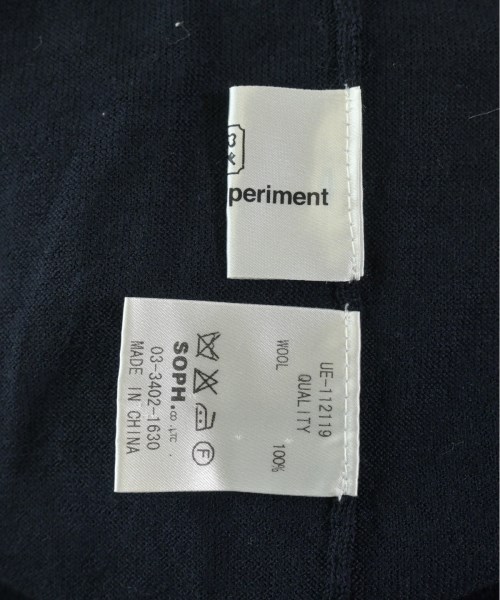 periment
UE-112119
QUALITY
WOOL 100%
F
SOPH.co.,LTD.
03-3402-1630
MADE IN CHINA